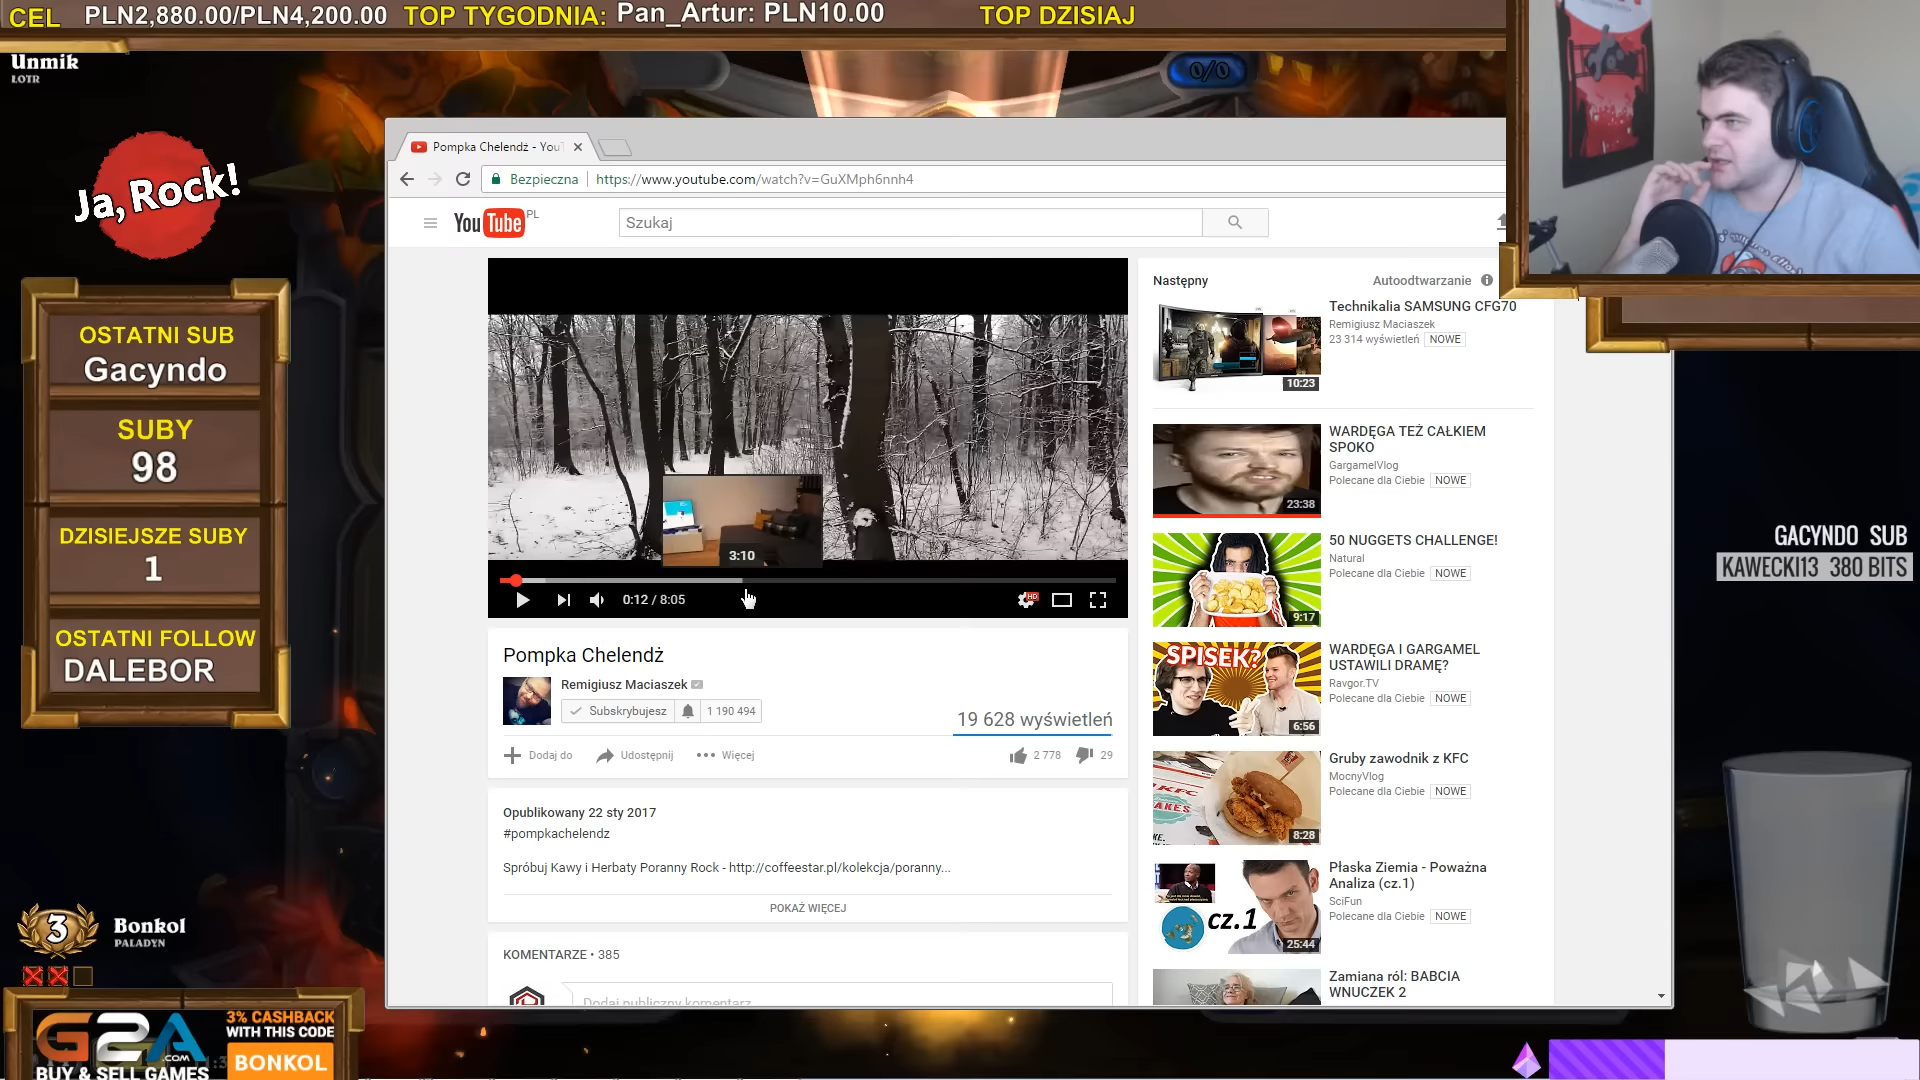 CEL PLN2,880.00/PLN4,200.00 TOP TYGODNIA: Pan_Artur: PLN10.00 TOP DZISIAJ
Unmik
LOTR
0/0
Ja, Rock!
OSTATNI SUB
Gacyndo
SUBY
98
DZISIEJSZE SUBY
1
OSTATNI FOLLOW
DALEBOR
3
Bonkol
PALADYN
G2A
.COM
BUY & SELL GAMES
3% CASHBACK
WITH THIS CODE
BONKOL
Pompka Chelendż - YouT
Bezpieczna
https://www.youtube.com/watch?v=GuXMph6nnh4
YouTube PL
Szukaj
3:10
0:12 / 8:05
HD
Pompka Chelendż
Remigiusz Maciaszek
Subskrybujesz
1 190 494
19 628 wyświetleń
Dodaj do
Udostępnij
Więcej
2 778
29
Opublikowany 22 sty 2017
#pompkachelendz
Spróbuj Kawy i Herbaty Poranny Rock - http://coffeestar.pl/kolekcja/poranny...
POKAŻ WIĘCEJ
KOMENTARZE • 385
Dodaj publiczny komentarz
Następny
Autoodtwarzanie
10:23
Technikalia SAMSUNG CFG70
Remigiusz Maciaszek
23 314 wyświetleń NOWE
23:38
WARDĘGA TEŻ CAŁKIEM
SPOKO
GargamelVlog
Polecane dla Ciebie NOWE
9:17
50 NUGGETS CHALLENGE!
Natural
Polecane dla Ciebie NOWE
SPISEK?
6:56
WARDĘGA I GARGAMEL
USTAWILI DRAMĘ?
Ravgor.TV
Polecane dla Ciebie NOWE
KFC
8:28
Gruby zawodnik z KFC
MocnyVlog
Polecane dla Ciebie NOWE
cz.1
25:44
Płaska Ziemia - Poważna
Analiza (cz.1)
SciFun
Polecane dla Ciebie NOWE
Zamiana ról: BABCIA
WNUCZEK 2
GACYNDO SUB
KAWECKI13 380 BITS